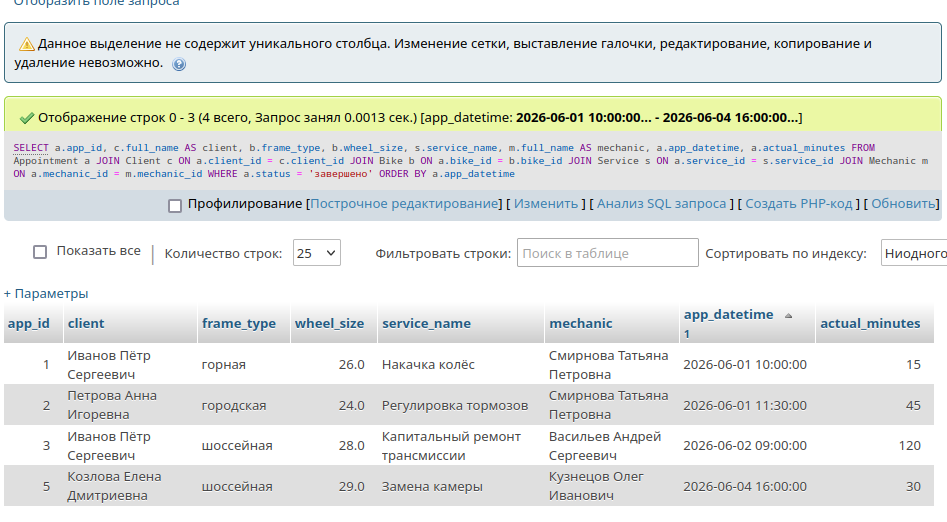 Отобразить поле запроса
Данное выделение не содержит уникального столбца. Изменение сетки, выставление галочки, редактирование, копирование и
удаление невозможно.
Отображение строк 0 - 3 (4 всего, Запрос занял 0.0013 сек.) [app_datetime: 2026-06-01 10:00:00... - 2026-06-04 16:00:00...]
SELECT a.app_id, c.full_name AS client, b.frame_type, b.wheel_size, s.service_name, m.full_name AS mechanic, a.app_datetime, a.actual_minutes FROM
Appointment a JOIN Client c ON a.client_id = c.client_id JOIN Bike b ON a.bike_id = b.bike_id JOIN Service s ON a.service_id = s.service_id JOIN Mechanic m
ON a.mechanic_id = m.mechanic_id WHERE a.status = 'завершено' ORDER BY a.app_datetime
Профилирование [Построчное редактирование] [ Изменить ] [ Анализ SQL запроса ] [ Создать PHP-код ] [ Обновить]
Показать все | Количество строк: 25 Фильтровать строки: Поиск в таблице Сортировать по индексу: Ниодного
+ Параметры
app_id client frame_type wheel_size service_name mechanic app_datetime 1 actual_minutes
1 Иванов Пётр Сергеевич горная 26.0 Накачка колёс Смирнова Татьяна Петровна 2026-06-01 10:00:00 15
2 Петрова Анна Игоревна городская 24.0 Регулировка тормозов Смирнова Татьяна Петровна 2026-06-01 11:30:00 45
3 Иванов Пётр Сергеевич шоссейная 28.0 Капитальный ремонт трансмиссии Васильев Андрей Сергеевич 2026-06-02 09:00:00 120
5 Козлова Елена Дмитриевна шоссейная 29.0 Замена камеры Кузнецов Олег Иванович 2026-06-04 16:00:00 30